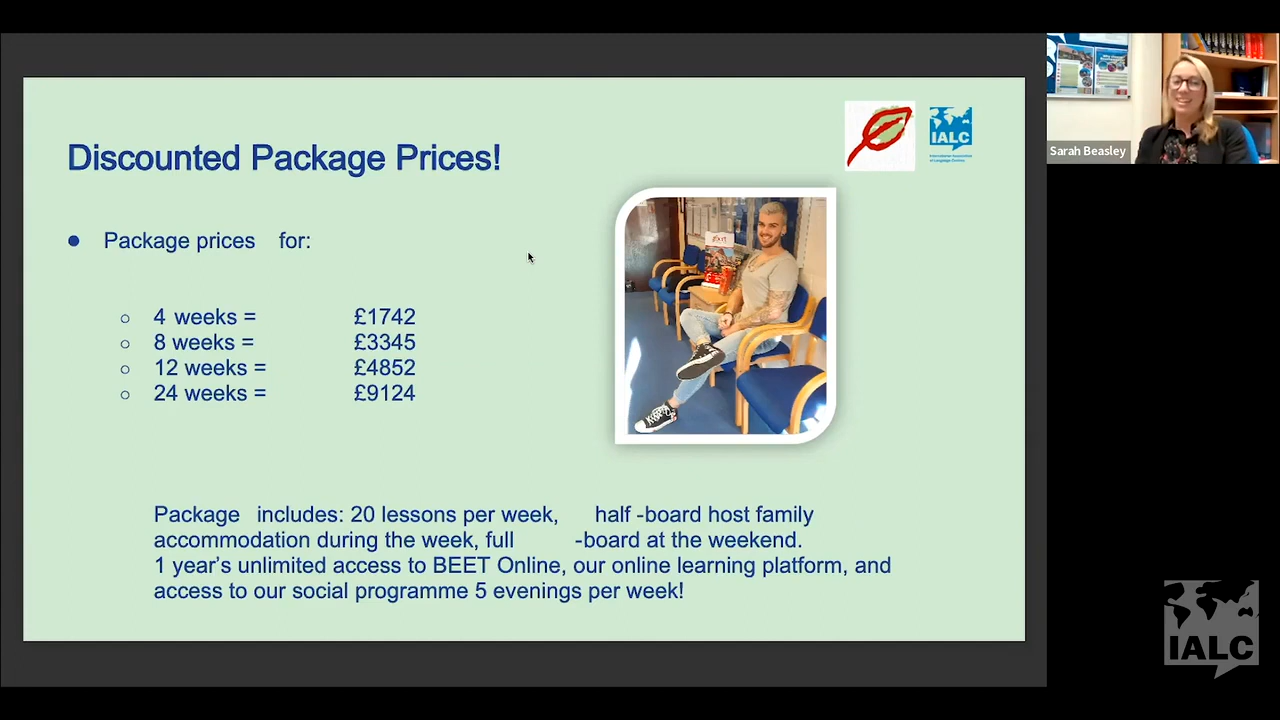 Discounted Package Prices!
IALC
International Association
of Language Centres
Sarah Beasley
● Package prices for:
○ 4 weeks = £1742
○ 8 weeks = £3345
○ 12 weeks = £4852
○ 24 weeks = £9124
Package includes: 20 lessons per week, half -board host family
accommodation during the week, full -board at the weekend.
1 year’s unlimited access to BEET Online, our online learning platform, and
access to our social programme 5 evenings per week!
IALC